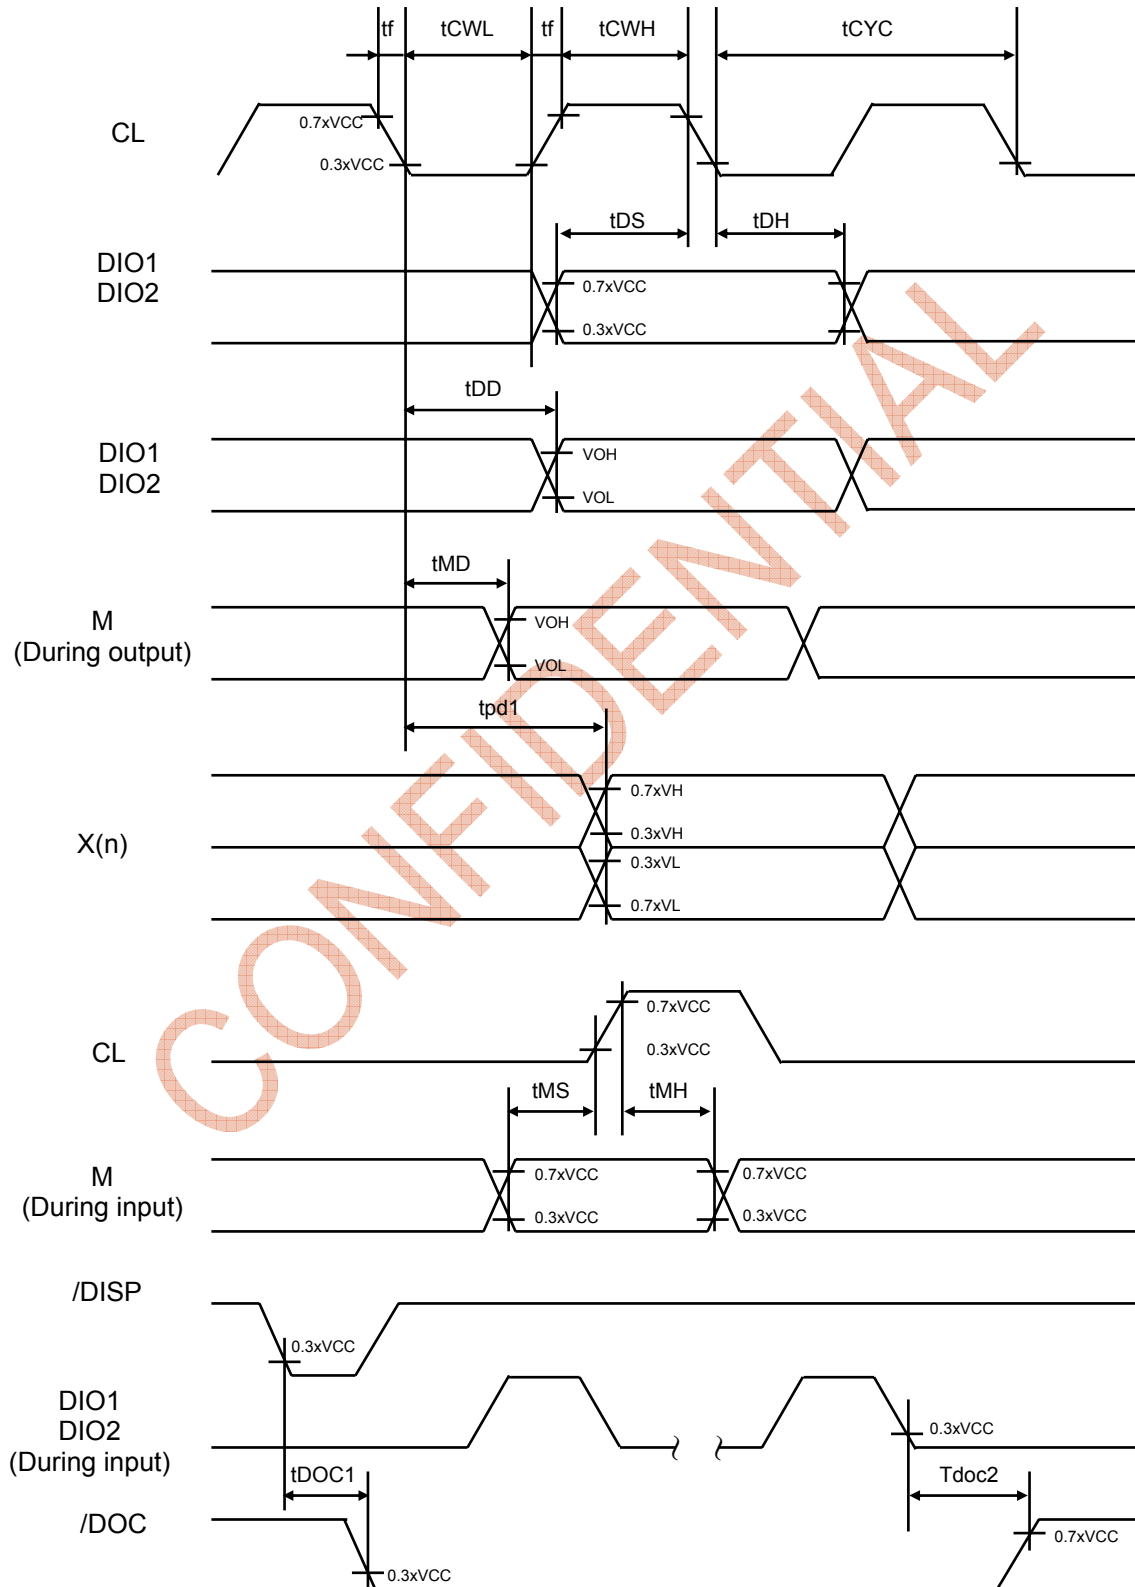 tf tCWL tf tCWH tCYC
CL
0.7xVCC
0.3xVCC
tDS tDH
DIO1
DIO2
0.7xVCC
0.3xVCC
tDD
DIO1
DIO2
VOH
VOL
tMD
M
(During output)
VOH
VOL
tpd1
X(n)
0.7xVH
0.3xVH
0.3xVL
0.7xVL
CL
0.7xVCC
0.3xVCC
tMS tMH
M
(During input)
0.7xVCC 0.7xVCC
0.3xVCC 0.3xVCC
/DISP
0.3xVCC
DIO1
DIO2
(During input)
0.3xVCC
tDOC1 Tdoc2
/DOC
0.7xVCC
0.3xVCC
CONFIDENTIAL